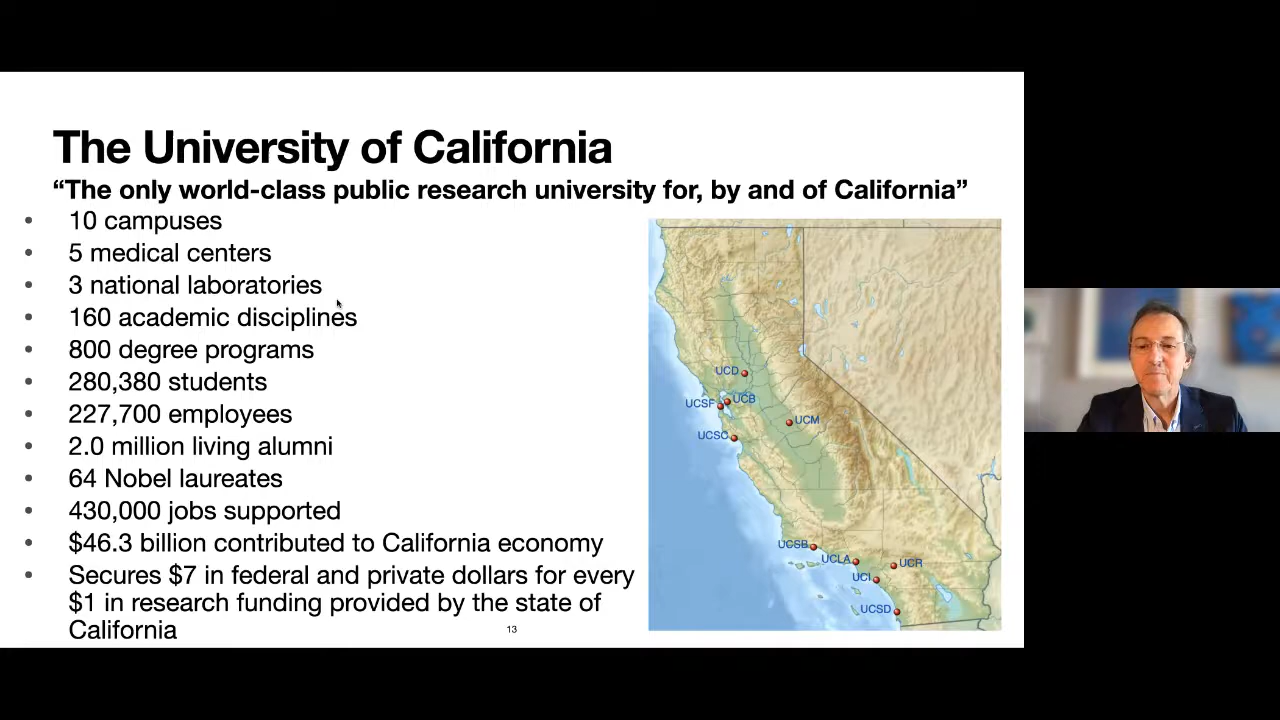 The University of California
“The only world-class public research university for, by and of California”
• 10 campuses
• 5 medical centers
• 3 national laboratories
• 160 academic disciplines
• 800 degree programs
• 280,380 students
• 227,700 employees
• 2.0 million living alumni
• 64 Nobel laureates
• 430,000 jobs supported
• $46.3 billion contributed to California economy
• Secures $7 in federal and private dollars for every
$1 in research funding provided by the state of
California
13
UCD
UCSF
UCB
UCSC
UCM
UCSB
UCLA
UCR
UCI
UCSD